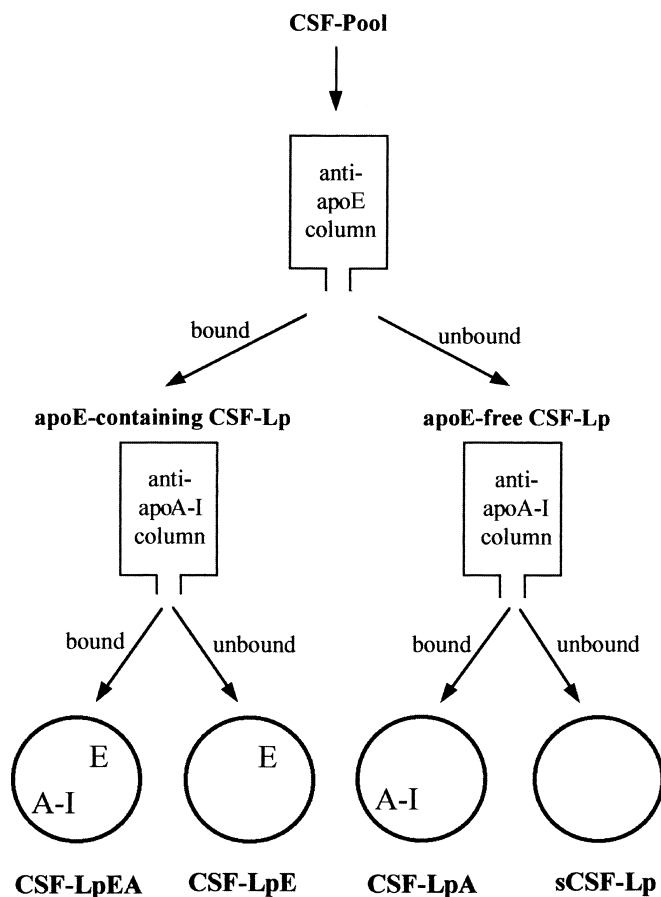 CSF-Pool
anti-
apoE
column
bound
unbound
apoE-containing CSF-Lp
apoE-free CSF-Lp
anti-
apoA-I
column
anti-
apoA-I
column
bound
unbound
bound
unbound
E
A-I
E
A-I
CSF-LpEA
CSF-LpE
CSF-LpA
sCSF-Lp